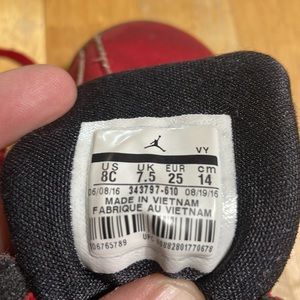 VY
US UK EUR cm
8C 7.5 25 14
05/08/16 343797-610 08/19/16
MADE IN VIETNAM
FABRIQUE AU VIETNAM